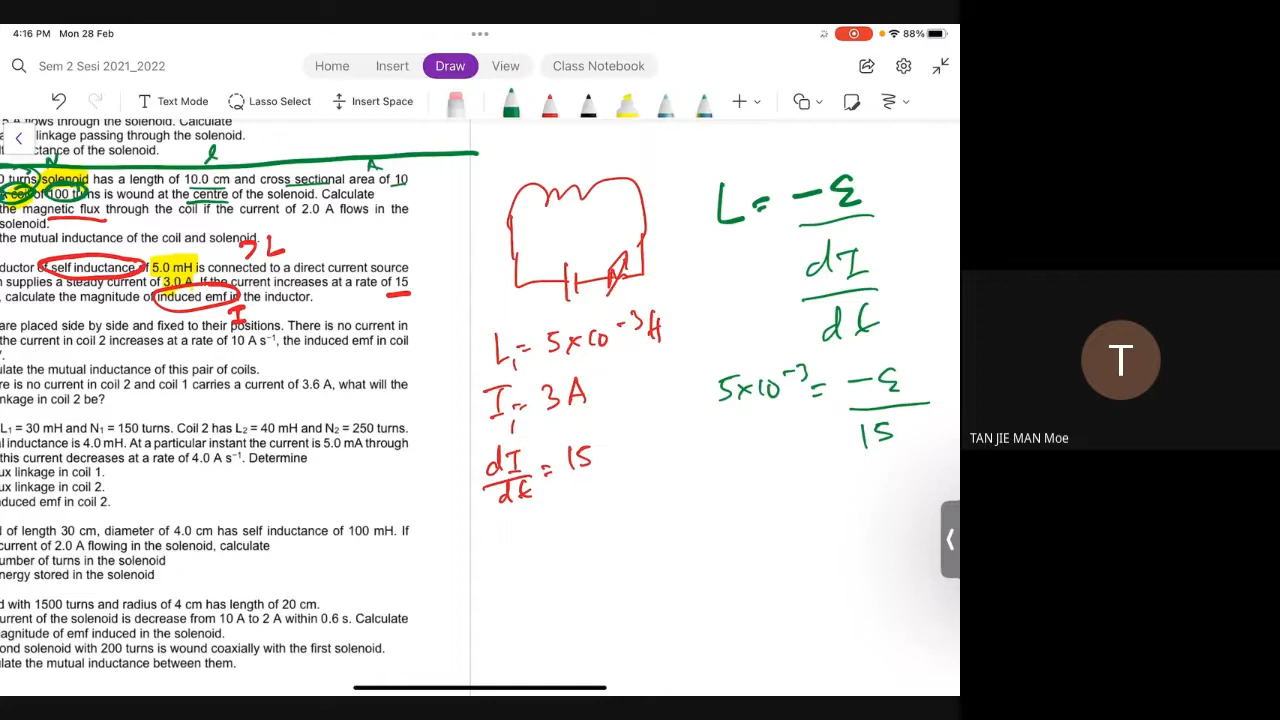 4:16 PM Mon 28 Feb
88%
Sem 2 Sesi 2021_2022
Home Insert Draw View Class Notebook
Text Mode Lasso Select Insert Space
5 A flows through the solenoid. Calculate
linkage passing through the solenoid.
ctance of the solenoid.
N l A
0 turns solenoid has a length of 10.0 cm and cross sectional area of 10
coil of 100 turns is wound at the centre of the solenoid. Calculate
the magnetic flux through the coil if the current of 2.0 A flows in the
solenoid.
the mutual inductance of the coil and solenoid.
L
ductor of self inductance of 5.0 mH is connected to a direct current source
h supplies a steady current of 3.0 A. If the current increases at a rate of 15
, calculate the magnitude of induced emf in the inductor.
I
are placed side by side and fixed to their positions. There is no current in
the current in coil 2 increases at a rate of 10 A s⁻¹, the induced emf in coil
ulate the mutual inductance of this pair of coils.
re is no current in coil 2 and coil 1 carries a current of 3.6 A, what will the
nkage in coil 2 be?
L₁ = 30 mH and N₁ = 150 turns. Coil 2 has L₂ = 40 mH and N₂ = 250 turns.
al inductance is 4.0 mH. At a particular instant the current is 5.0 mA through
this current decreases at a rate of 4.0 A s⁻¹. Determine
ux linkage in coil 1.
ux linkage in coil 2.
nduced emf in coil 2.
d of length 30 cm, diameter of 4.0 cm has self inductance of 100 mH. If
current of 2.0 A flowing in the solenoid, calculate
umber of turns in the solenoid
nergy stored in the solenoid
d with 1500 turns and radius of 4 cm has length of 20 cm.
urrent of the solenoid is decrease from 10 A to 2 A within 0.6 s. Calculate
agnitude of emf induced in the solenoid.
ond solenoid with 200 turns is wound coaxially with the first solenoid.
ulate the mutual inductance between them.
L₁ = 5×10⁻³ H
I₁ = 3 A
dI
dt = 15
L = -ε
dI
dt
5×10⁻³ = -ε
15
T
TAN JIE MAN Moe